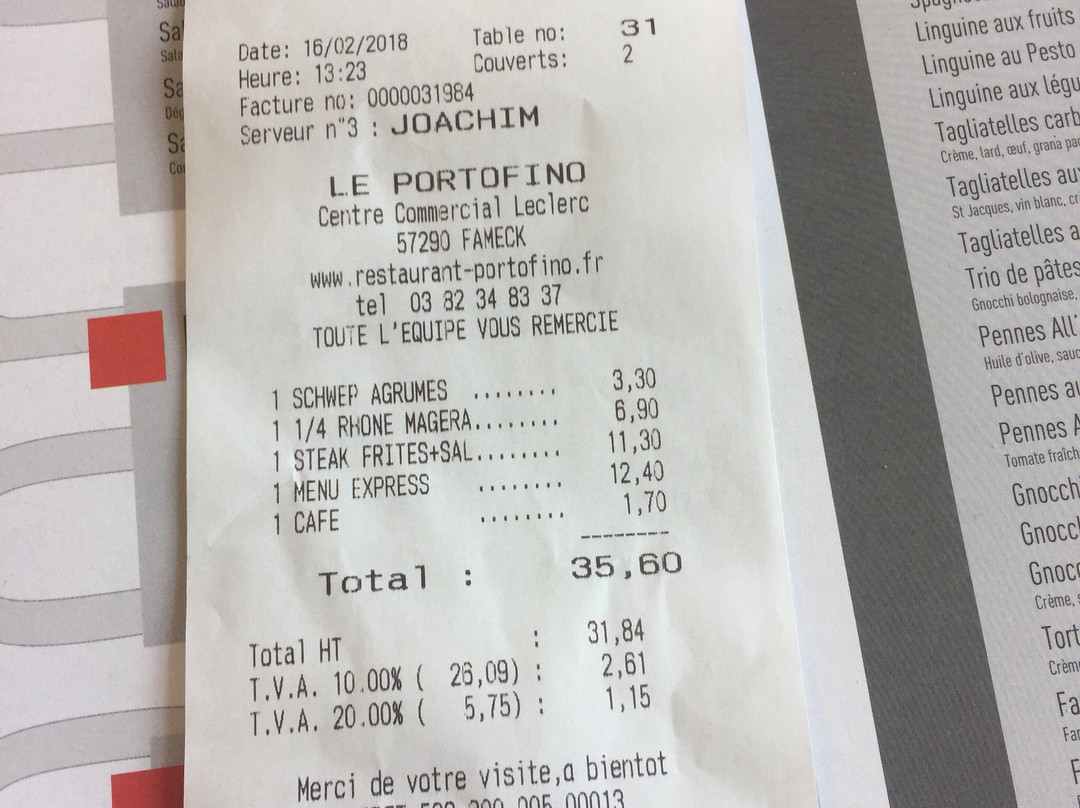 Date: 16/02/2018 Table no: 31
Heure: 13:23 Couverts: 2
Facture no: 0000031984
Serveur n°3 : JOACHIM
LE PORTOFINO
Centre Commercial Leclerc
57290 FAMECK
www.restaurant-portofino.fr
tel 03 82 34 83 37
TOUTE L'EQUIPE VOUS REMERCIE
1 SCHWEP AGRUMES ........ 3,30
1 1/4 RHONE MAGERA........ 6,90
1 STEAK FRITES+SAL........ 11,30
1 MENU EXPRESS ........ 12,40
1 CAFE ........ 1,70
---------
Total : 35,60
Total HT : 31,84
T.V.A. 10.00% ( 26,09) : 2,61
T.V.A. 20.00% ( 5,75) : 1,15
Merci de votre visite,a bientot
00013
Linguine aux fruits
Linguine au Pesto
Linguine aux légu
Tagliatelles carb
Crème, lard, œuf, grana pa
Tagliatelles au
St Jacques, vin blanc, cr
Tagliatelles a
Trio de pâtes
Gnocchi bolognaise,
Pennes All'
Huile d'olive, sauc
Pennes au
Pennes A
Tomate fraîch
Gnocch
Gnocc
Gnoc
Crème, s
Tort
Crèm
Fa
Far
F